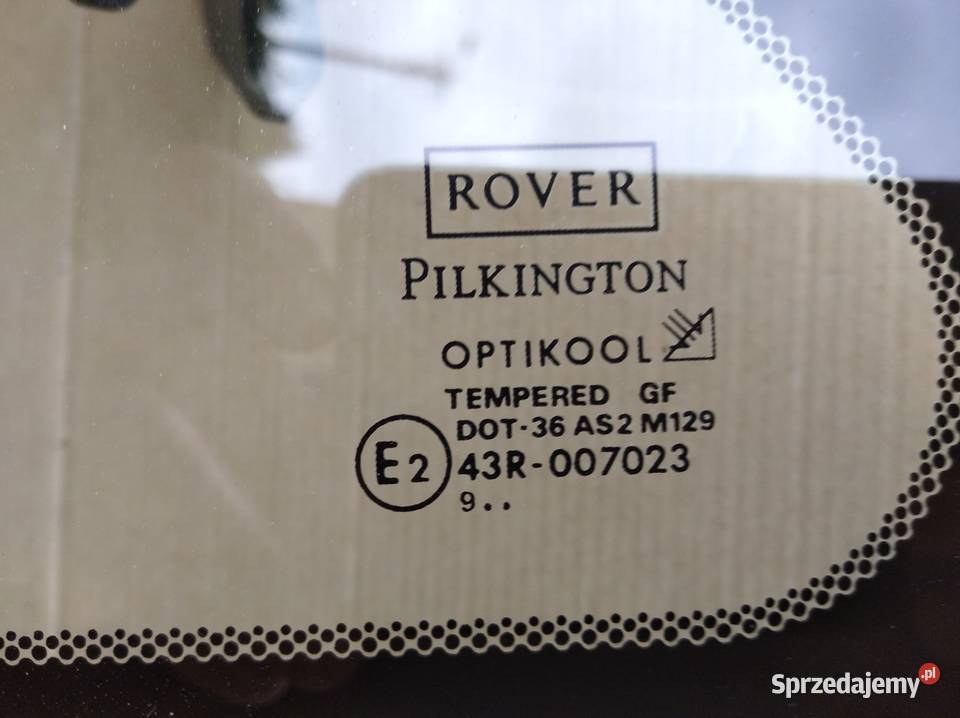 ROVER
PILKINGTON
OPTIKOOL
TEMPERED GF
DOT-36 AS2 M129
E2 43R-007023
9..
Sprzedajemy.pl